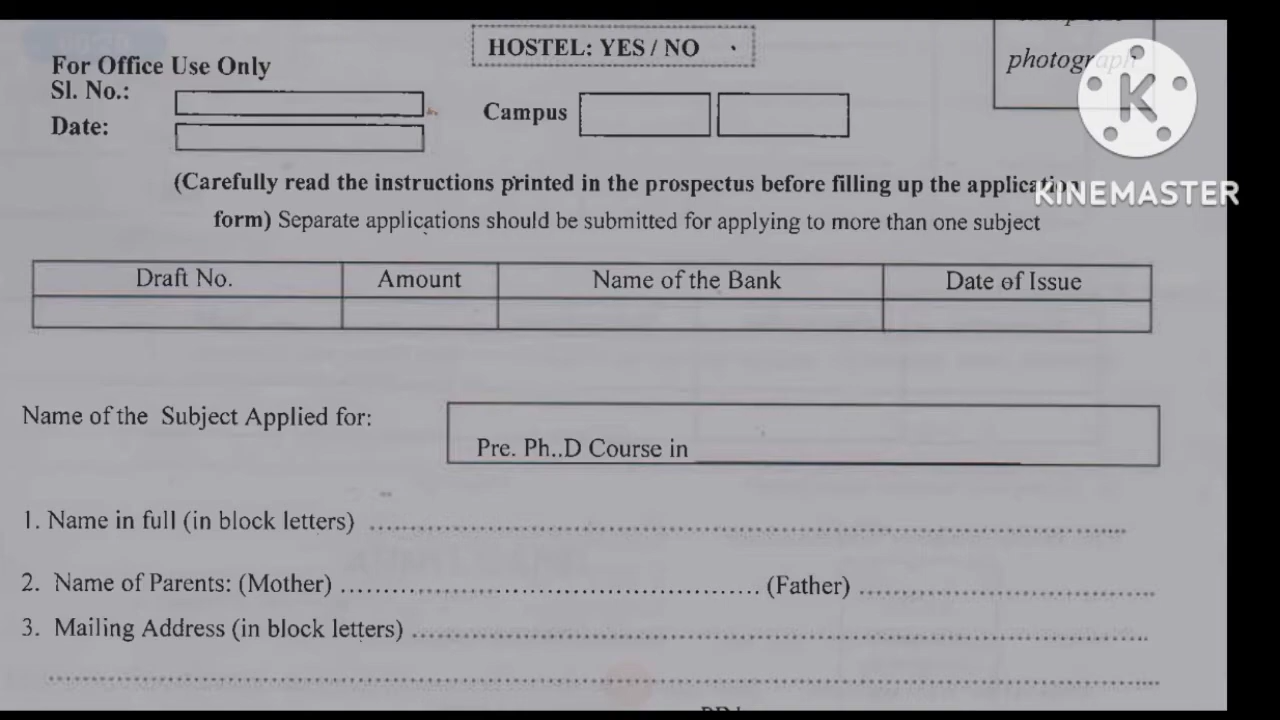 HOSTEL: YES / NO
photograph
For Office Use Only
Sl. No.:
Campus
Date:
(Carefully read the instructions printed in the prospectus before filling up the application
KINEMASTER
form) Separate applications should be submitted for applying to more than one subject
Draft No. Amount Name of the Bank Date of Issue
Name of the Subject Applied for:
Pre. Ph..D Course in
1. Name in full (in block letters)
2. Name of Parents: (Mother) (Father)
3. Mailing Address (in block letters)